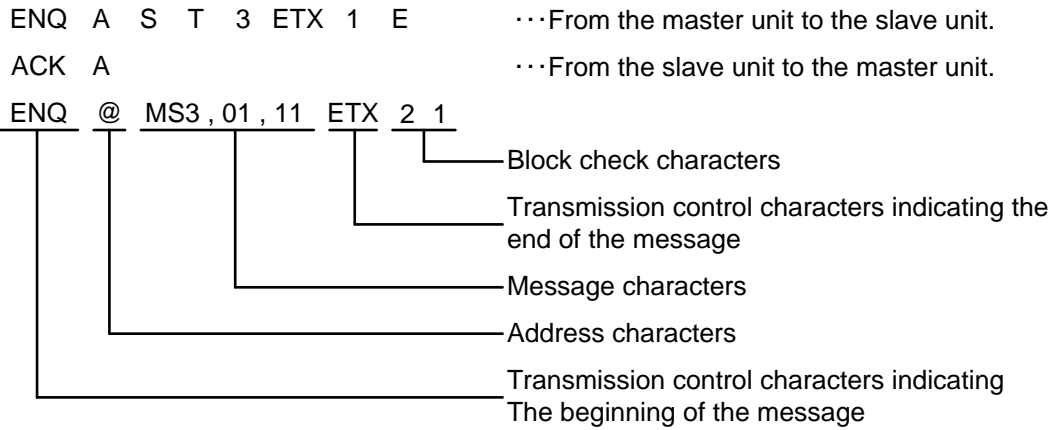 ENQ A S T 3 ETX 1 E ···From the master unit to the slave unit.
ACK A ···From the slave unit to the master unit.
ENQ @ MS3 , 01 , 11 ETX 2 1
Block check characters
Transmission control characters indicating the
end of the message
Message characters
Address characters
Transmission control characters indicating
The beginning of the message